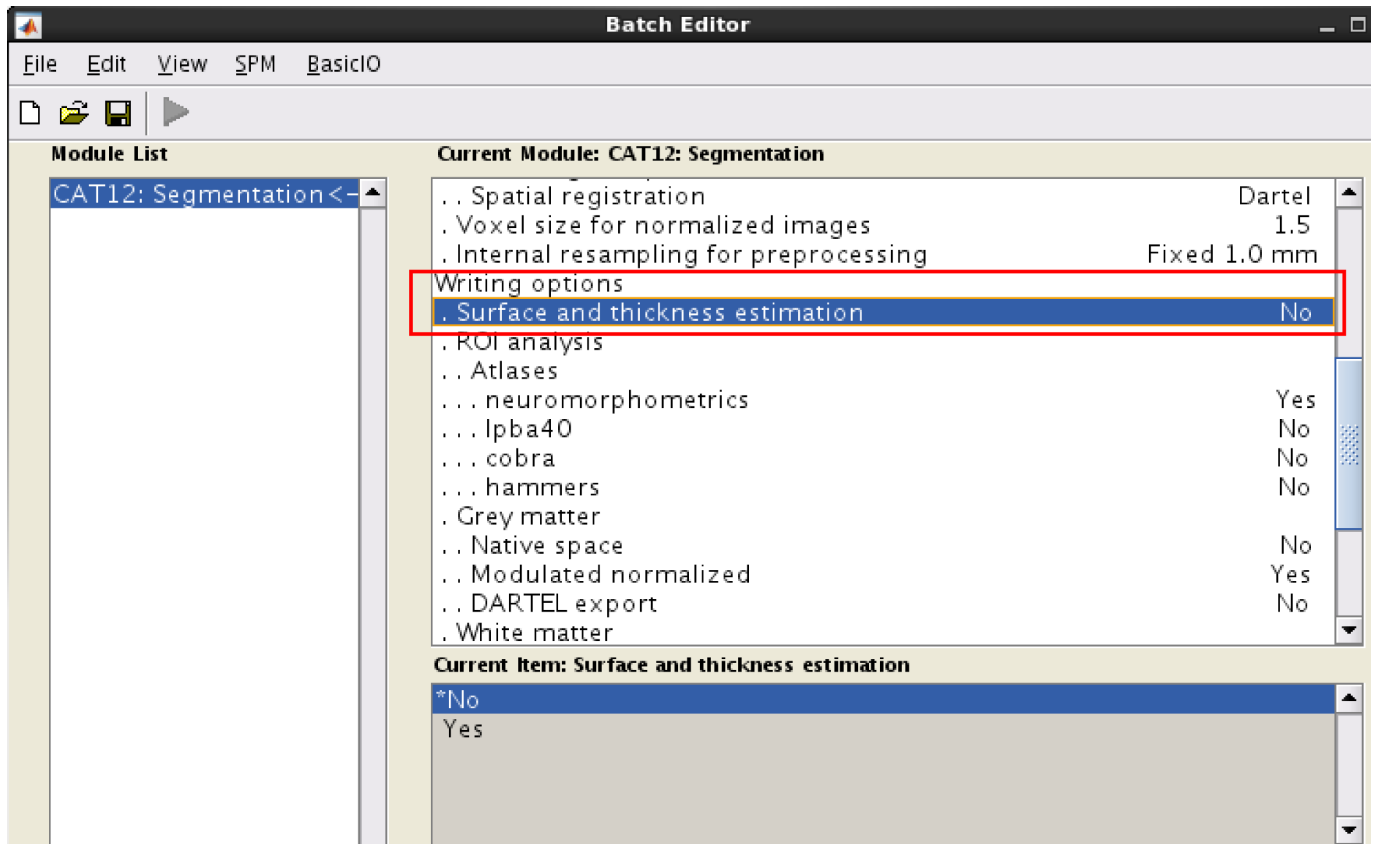 Batch Editor
File Edit View SPM BasicIO
Module List
CAT12: Segmentation<-
Current Module: CAT12: Segmentation
. . Spatial registration Dartel
. Voxel size for normalized images 1.5
. Internal resampling for preprocessing Fixed 1.0 mm
Writing options
. Surface and thickness estimation No
. ROI analysis
. . Atlases
. . . neuromorphometrics Yes
. . . lpba40 No
. . . cobra No
. . . hammers No
. Grey matter
. . Native space No
. . Modulated normalized Yes
. . DARTEL export No
. White matter
Current Item: Surface and thickness estimation
*No
Yes